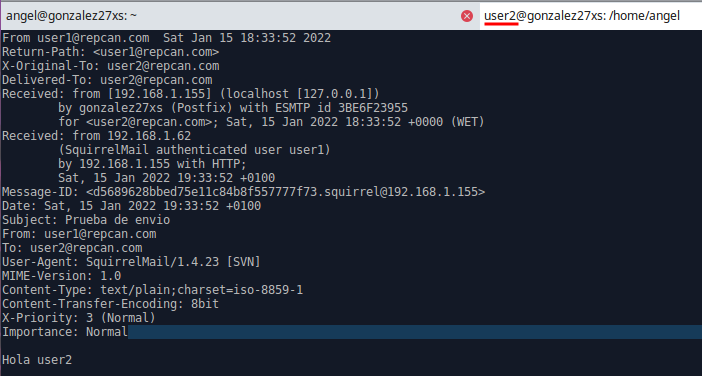 angel@gonzalez27xs: ~
user2@gonzalez27xs: /home/angel
From user1@repcan.com  Sat Jan 15 18:33:52 2022
Return-Path: <user1@repcan.com>
X-Original-To: user2@repcan.com
Delivered-To: user2@repcan.com
Received: from [192.168.1.155] (localhost [127.0.0.1])
        by gonzalez27xs (Postfix) with ESMTP id 3BE6F23955
        for <user2@repcan.com>; Sat, 15 Jan 2022 18:33:52 +0000 (WET)
Received: from 192.168.1.62
        (SquirrelMail authenticated user user1)
        by 192.168.1.155 with HTTP;
        Sat, 15 Jan 2022 19:33:52 +0100
Message-ID: <d5689628bbed75e11c84b8f557777f73.squirrel@192.168.1.155>
Date: Sat, 15 Jan 2022 19:33:52 +0100
Subject: Prueba de envio
From: user1@repcan.com
To: user2@repcan.com
User-Agent: SquirrelMail/1.4.23 [SVN]
MIME-Version: 1.0
Content-Type: text/plain;charset=iso-8859-1
Content-Transfer-Encoding: 8bit
X-Priority: 3 (Normal)
Importance: Normal
Hola user2